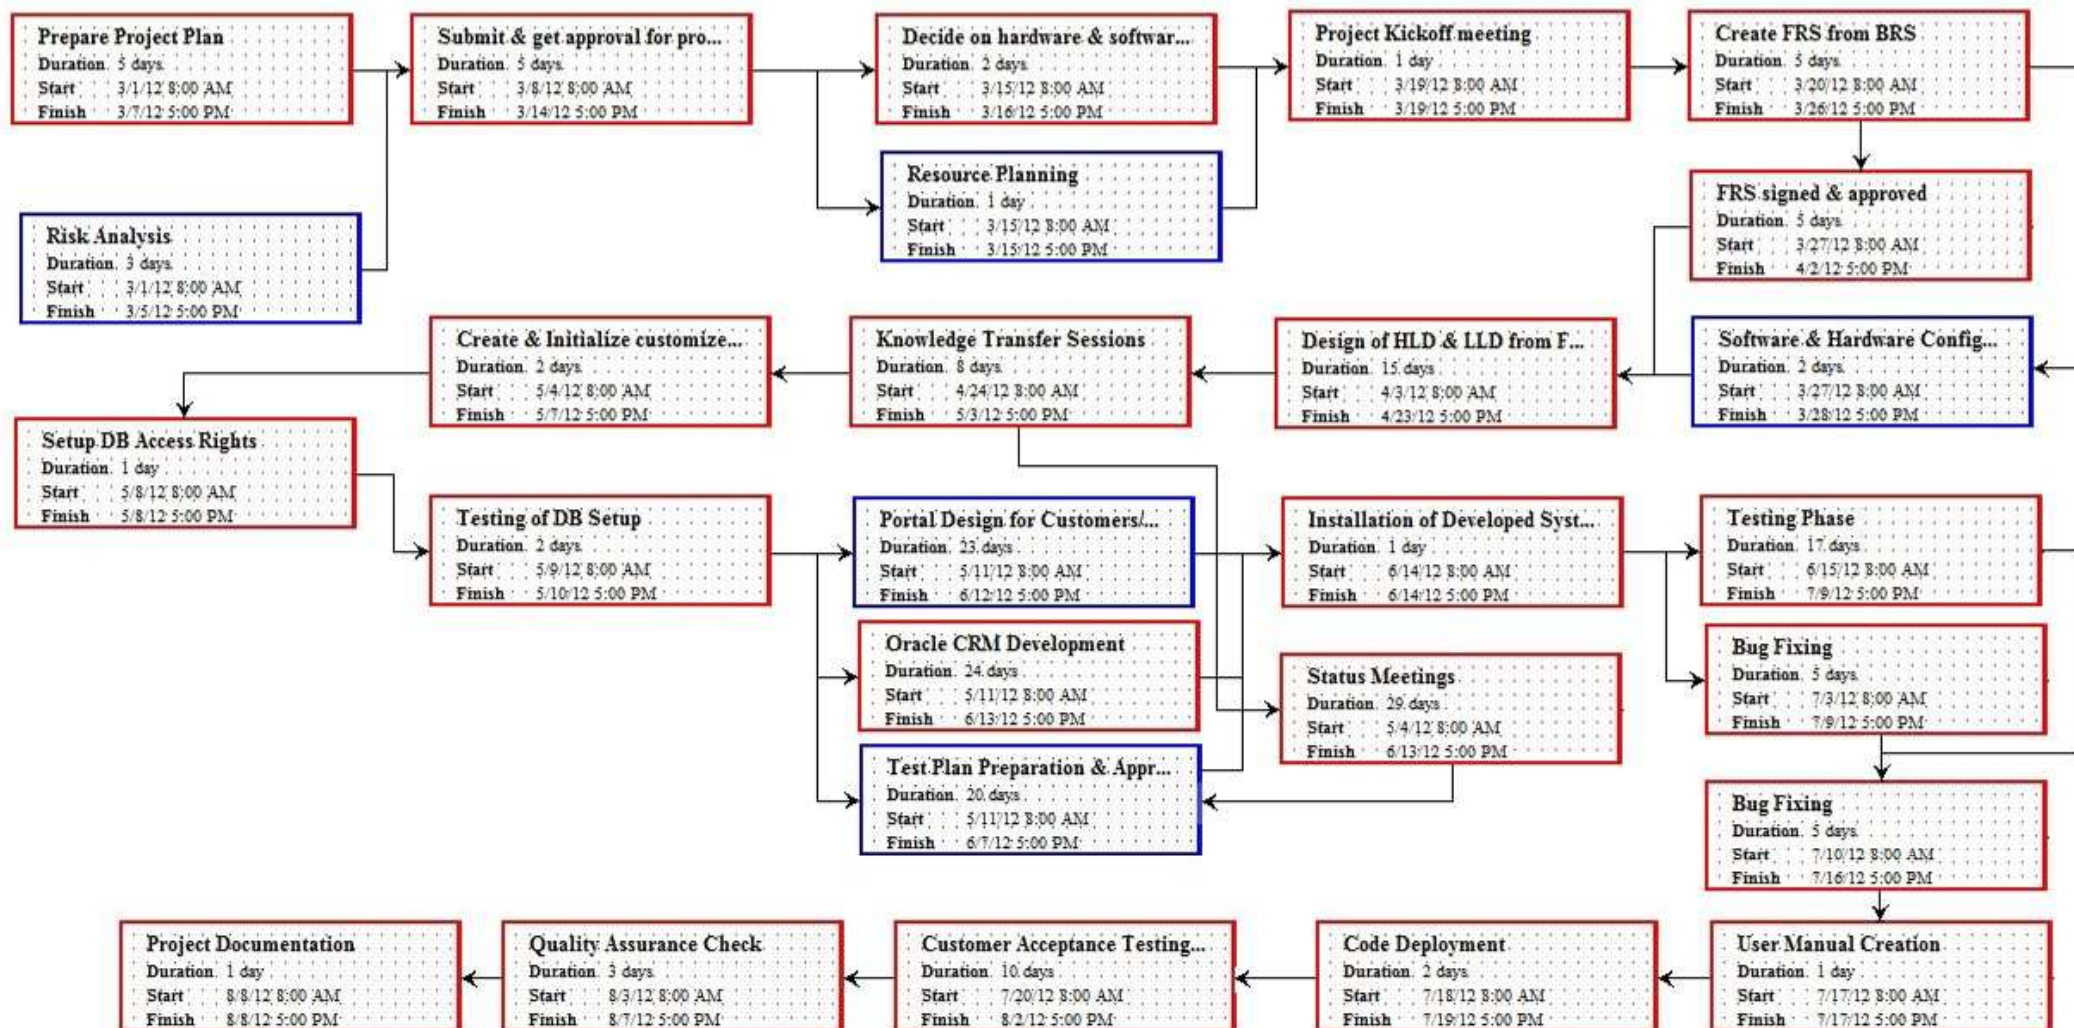 Prepare Project Plan
Duration 5 days
Start 3/1/12 8:00 AM
Finish 3/7/12 5:00 PM
Submit & get approval for pro...
Duration 5 days
Start 3/8/12 8:00 AM
Finish 3/14/12 5:00 PM
Decide on hardware & softwar...
Duration 2 days
Start 3/15/12 8:00 AM
Finish 3/16/12 5:00 PM
Project Kickoff meeting
Duration 1 day
Start 3/19/12 8:00 AM
Finish 3/19/12 5:00 PM
Create FRS from BRS
Duration 5 days
Start 3/20/12 8:00 AM
Finish 3/26/12 5:00 PM
Resource Planning
Duration 1 day
Start 3/15/12 8:00 AM
Finish 3/15/12 5:00 PM
FRS signed & approved
Duration 5 days
Start 3/27/12 8:00 AM
Finish 4/2/12 5:00 PM
Risk Analysis
Duration 3 days
Start 3/1/12 8:00 AM
Finish 3/5/12 5:00 PM
Create & Initialize customize...
Duration 2 days
Start 5/4/12 8:00 AM
Finish 5/7/12 5:00 PM
Knowledge Transfer Sessions
Duration 8 days
Start 4/24/12 8:00 AM
Finish 5/3/12 5:00 PM
Design of HLD & LLD from F...
Duration 15 days
Start 4/3/12 8:00 AM
Finish 4/23/12 5:00 PM
Software & Hardware Config...
Duration 2 days
Start 3/27/12 8:00 AM
Finish 3/28/12 5:00 PM
Setup DB Access Rights
Duration 1 day
Start 5/8/12 8:00 AM
Finish 5/8/12 5:00 PM
Testing of DB Setup
Duration 2 days
Start 5/9/12 8:00 AM
Finish 5/10/12 5:00 PM
Portal Design for Customers/...
Duration 23 days
Start 5/11/12 8:00 AM
Finish 6/12/12 5:00 PM
Installation of Developed Syst...
Duration 1 day
Start 6/14/12 8:00 AM
Finish 6/14/12 5:00 PM
Testing Phase
Duration 17 days
Start 6/15/12 8:00 AM
Finish 7/9/12 5:00 PM
Oracle CRM Development
Duration 24 days
Start 5/11/12 8:00 AM
Finish 6/13/12 5:00 PM
Status Meetings
Duration 29 days
Start 5/4/12 8:00 AM
Finish 6/13/12 5:00 PM
Bug Fixing
Duration 5 days
Start 7/3/12 8:00 AM
Finish 7/9/12 5:00 PM
Test Plan Preparation & Appr...
Duration 20 days
Start 5/11/12 8:00 AM
Finish 6/7/12 5:00 PM
Bug Fixing
Duration 5 days
Start 7/10/12 8:00 AM
Finish 7/16/12 5:00 PM
Project Documentation
Duration 1 day
Start 8/8/12 8:00 AM
Finish 8/8/12 5:00 PM
Quality Assurance Check
Duration 3 days
Start 8/3/12 8:00 AM
Finish 8/7/12 5:00 PM
Customer Acceptance Testing...
Duration 10 days
Start 7/20/12 8:00 AM
Finish 8/2/12 5:00 PM
Code Deployment
Duration 2 days
Start 7/18/12 8:00 AM
Finish 7/19/12 5:00 PM
User Manual Creation
Duration 1 day
Start 7/17/12 8:00 AM
Finish 7/17/12 5:00 PM